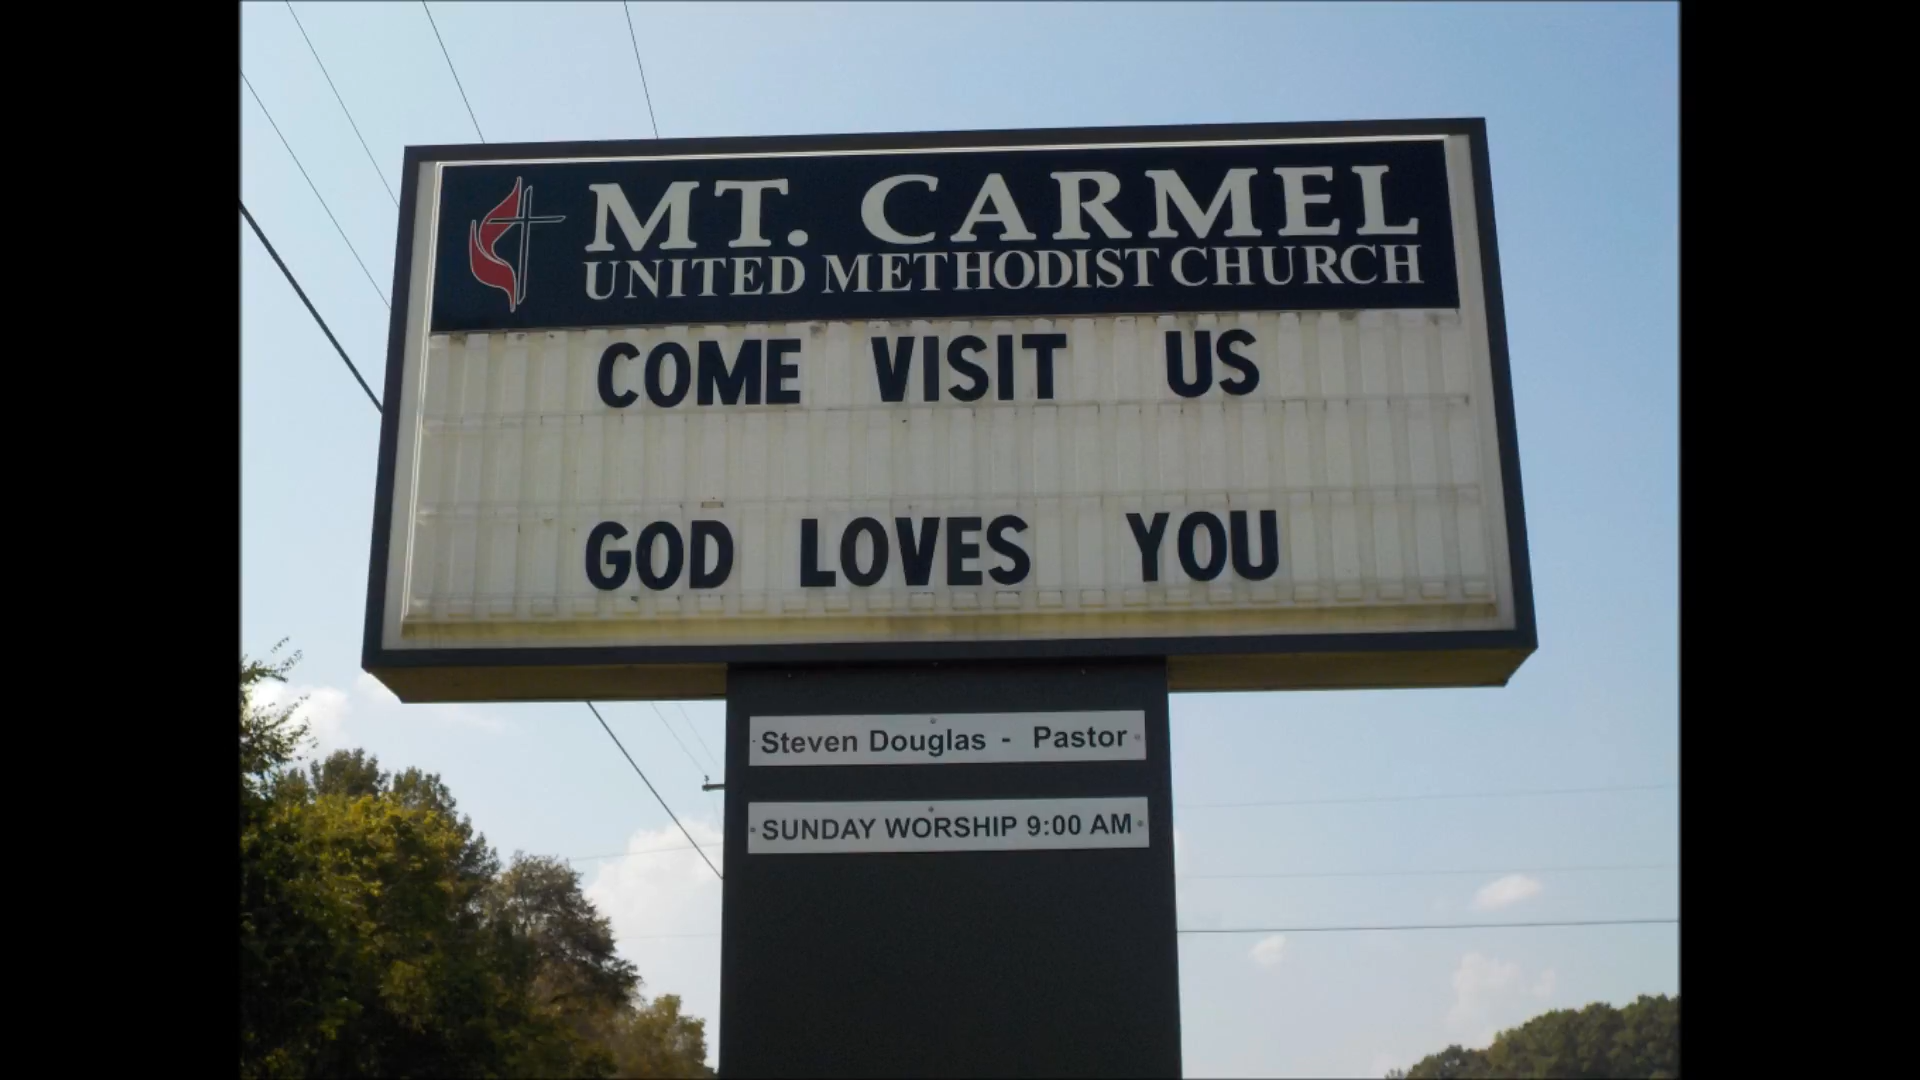 MT. CARMEL
UNITED METHODIST CHURCH
COME VISIT US
GOD LOVES YOU
Steven Douglas - Pastor
SUNDAY WORSHIP 9:00 AM